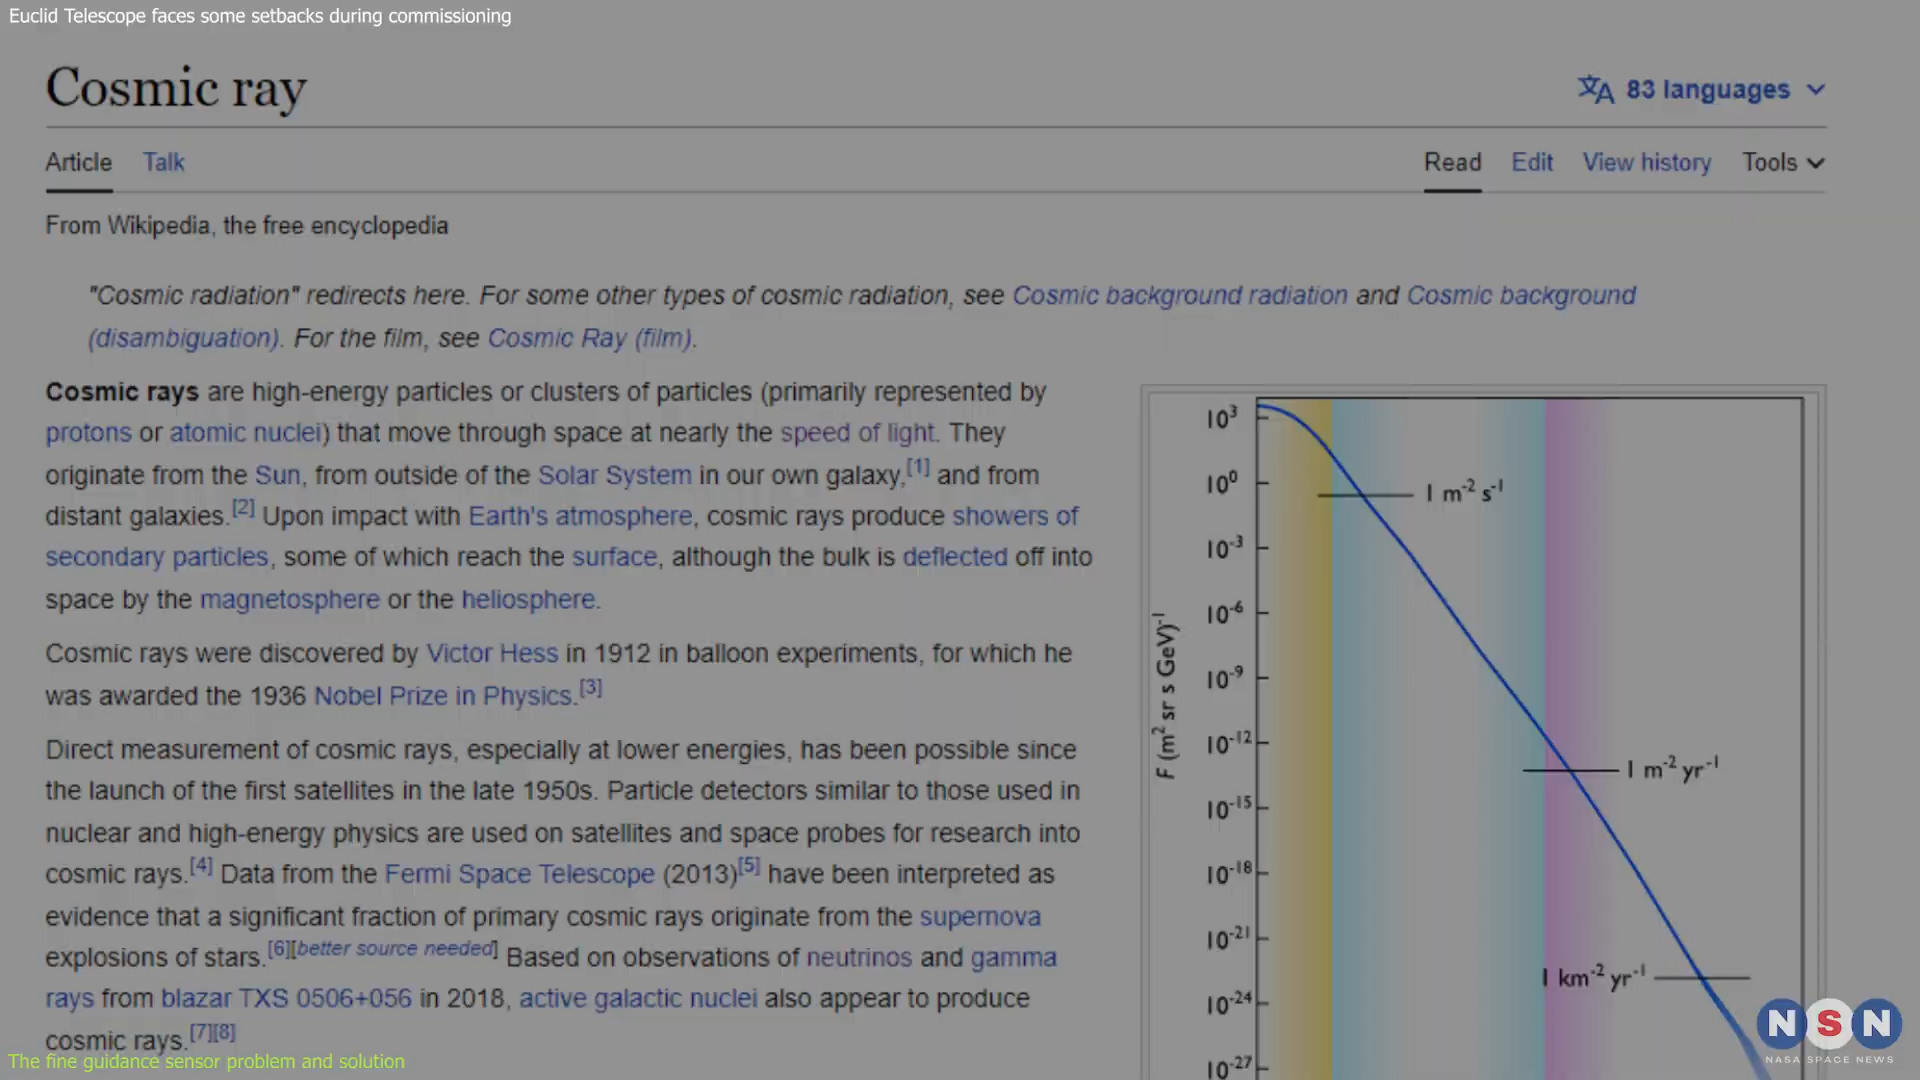 Euclid Telescope faces some setbacks during commissioning
Cosmic ray
83 languages
Article Talk
Read Edit View history Tools
From Wikipedia, the free encyclopedia
"Cosmic radiation" redirects here. For some other types of cosmic radiation, see Cosmic background radiation and Cosmic background
(disambiguation). For the film, see Cosmic Ray (film).
Cosmic rays are high-energy particles or clusters of particles (primarily represented by
protons or atomic nuclei) that move through space at nearly the speed of light. They
originate from the Sun, from outside of the Solar System in our own galaxy,[1] and from
distant galaxies.[2] Upon impact with Earth's atmosphere, cosmic rays produce showers of
secondary particles, some of which reach the surface, although the bulk is deflected off into
space by the magnetosphere or the heliosphere.
Cosmic rays were discovered by Victor Hess in 1912 in balloon experiments, for which he
was awarded the 1936 Nobel Prize in Physics.[3]
Direct measurement of cosmic rays, especially at lower energies, has been possible since
the launch of the first satellites in the late 1950s. Particle detectors similar to those used in
nuclear and high-energy physics are used on satellites and space probes for research into
cosmic rays.[4] Data from the Fermi Space Telescope (2013)[5] have been interpreted as
evidence that a significant fraction of primary cosmic rays originate from the supernova
explosions of stars.[6][better source needed] Based on observations of neutrinos and gamma
rays from blazar TXS 0506+056 in 2018, active galactic nuclei also appear to produce
cosmic rays.[7][8]
F (m² sr s GeV)⁻¹
10³
10⁰
10⁻³
10⁻⁶
10⁻⁹
10⁻¹²
10⁻¹⁵
10⁻¹⁸
10⁻²¹
10⁻²⁴
10⁻²⁷
1 m⁻² s⁻¹
1 m⁻² yr⁻¹
1 km⁻² yr⁻¹
The fine guidance sensor problem and solution
NSN
NASA SPACE NEWS